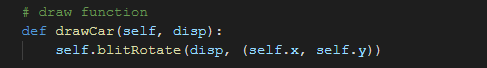 # draw function
def drawCar(self, disp):
    self.blitRotate(disp, (self.x, self.y))